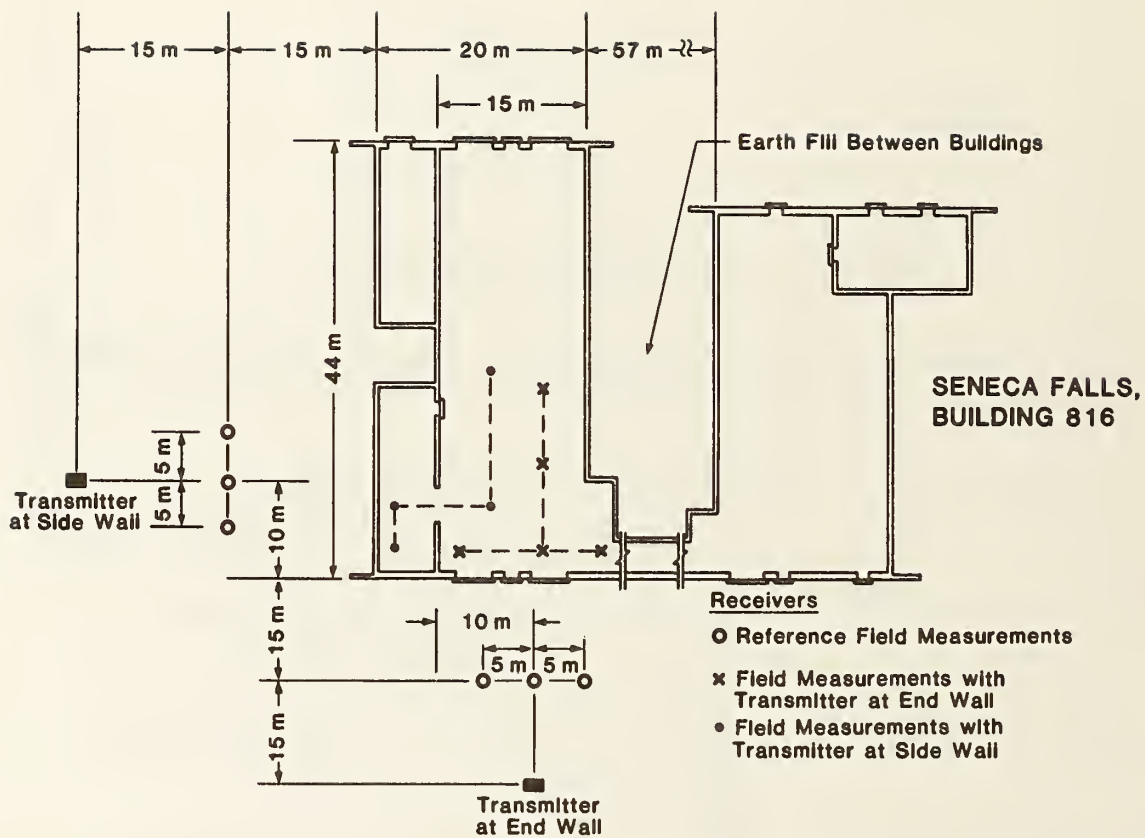 15 m
15 m
20 m
57 m
15 m
Earth Fill Between Buildings
44 m
SENECA FALLS,
BUILDING 816
5 m
5 m
Transmitter
at Side Wall
10 m
15 m
10 m
5 m
5 m
15 m
Receivers
Reference Field Measurements
Field Measurements with
Transmitter at End Wall
Field Measurements with
Transmitter at Side Wall
Transmitter
at End Wall